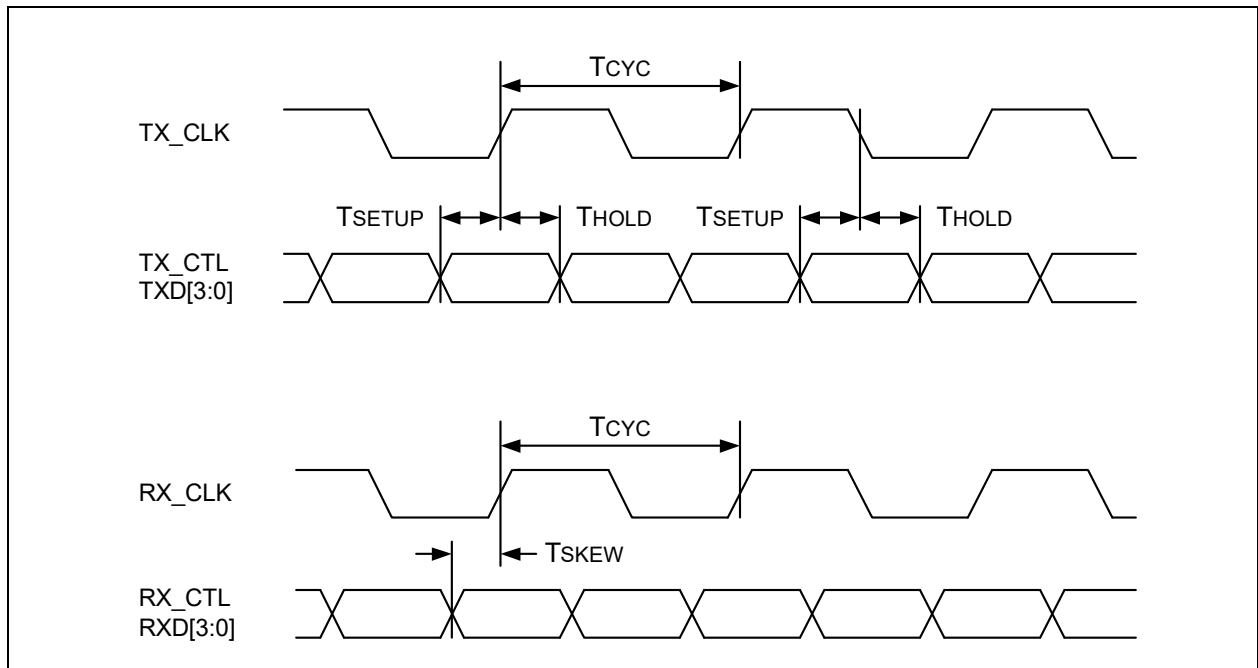 TCYC
TX_CLK
TSETUP THOLD TSETUP THOLD
TX_CTL
TXD[3:0]
TCYC
RX_CLK
TSKEW
RX_CTL
RXD[3:0]